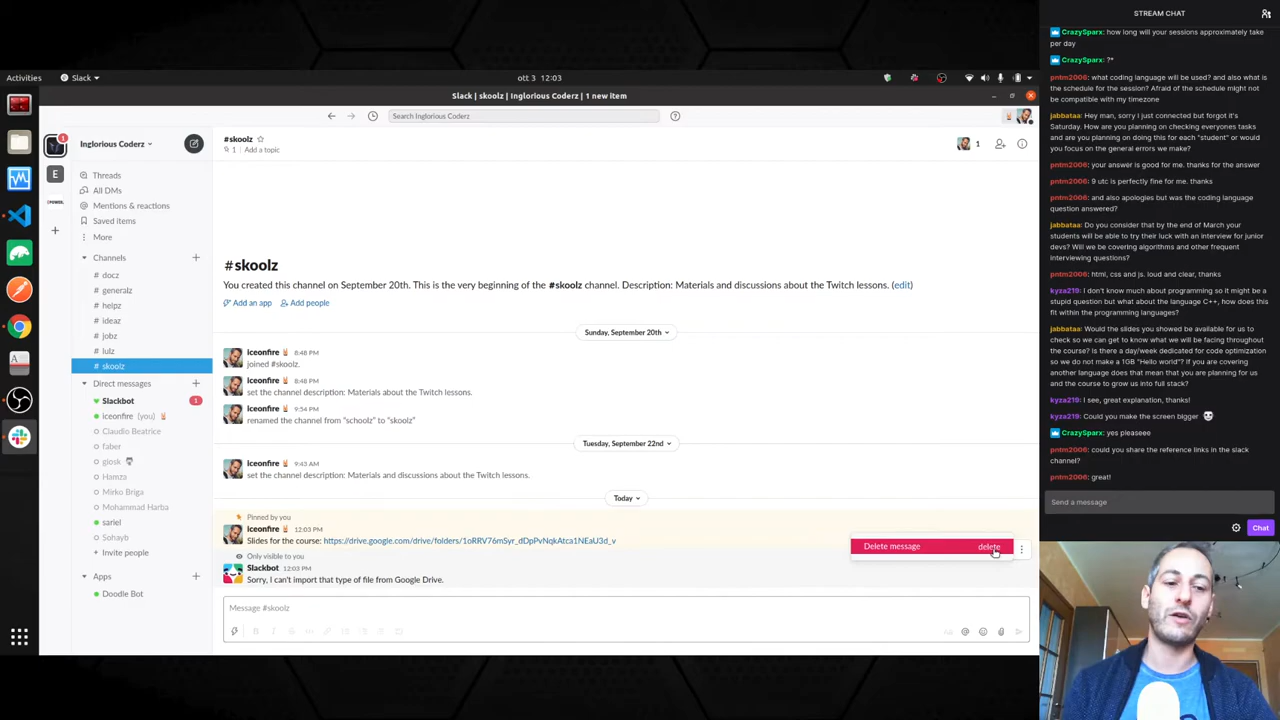 STREAM CHAT
CrazySparx: how long will your sessions approximately take
per day
CrazySparx: ?*
pntm2006: what coding language will be used? and also what is
the schedule for the session? Afraid of the schedule might not
be compatible with my timezone
jabbataa: Hey man, sorry i just connected but forgot it's
Saturday. How are you planning on checking everyones tasks
and are you planning on doing this for each "student" or would
you focus on the general errors we make?
pntm2006: your answer is good for me. thanks for the answer
pntm2006: 9 utc is perfectly fine for me. thanks
pntm2006: and also apologies but was the coding language
question answered?
jabbataa: Do you consider that by the end of March your
students will be able to try their luck with an interview for junior
devs? Will we be covering algorithms and other frequent
interviewing questions?
pntm2006: html, css and js. loud and clear, thanks
kyza219: I don't know much about programming so it might be a
stupid question but what about the language C++, how does this
fit within the programming languages?
jabbataa: Would the slides you showed be available for us to
check so we can get to know what we will be facing throughout
the course? Is there a day/week dedicated for code optimization
so we do not make a 1GB "Hello world"? If you are covering
another language does that mean that you are planning for us
and the course to grow us into full stack?
kyza219: I see, great explanation, thanks!
kyza219: Could you make the screen bigger
CrazySparx: yes pleaseee
pntm2006: could you share the reference links in the slack
channel?
pntm2006: great!
Send a message
Chat
Activities
Slack
ott 3 12:03
Slack | skoolz | Inglorious Coderz | 1 new item
Search Inglorious Coderz
1
E
Inglorious Coderz
Threads
All DMs
Mentions & reactions
Saved items
More
Channels
# docz
# generalz
# helpz
# ideaz
# jobz
# lulz
# skoolz
Direct messages
Slackbot 1
iceonfire (you)
Claudio Beatrice
faber
giosk
Hamza
Mirko Briga
Mohammad Harba
sariel
Sohayb
Invite people
Apps
Doodle Bot
#skoolz
1 Add a topic
1
#skoolz
You created this channel on September 20th. This is the very beginning of the #skoolz channel. Description: Materials and discussions about the Twitch lessons. (edit)
Add an app Add people
Sunday, September 20th
iceonfire 8:48 PM
joined #skoolz.
iceonfire 8:48 PM
set the channel description: Materials about the Twitch lessons.
iceonfire 9:54 PM
renamed the channel from "schoolz" to "skoolz"
Tuesday, September 22nd
iceonfire 9:43 AM
set the channel description: Materials and discussions about the Twitch lessons.
Today
Pinned by you
iceonfire 12:03 PM
Slides for the course: https://drive.google.com/drive/folders/1oRRV76mSyr_dDpPvNqkAtca1NEaU3d_v
Only visible to you
Slackbot 12:03 PM
Sorry, I can't import that type of file from Google Drive.
Delete message delete
Message #skoolz